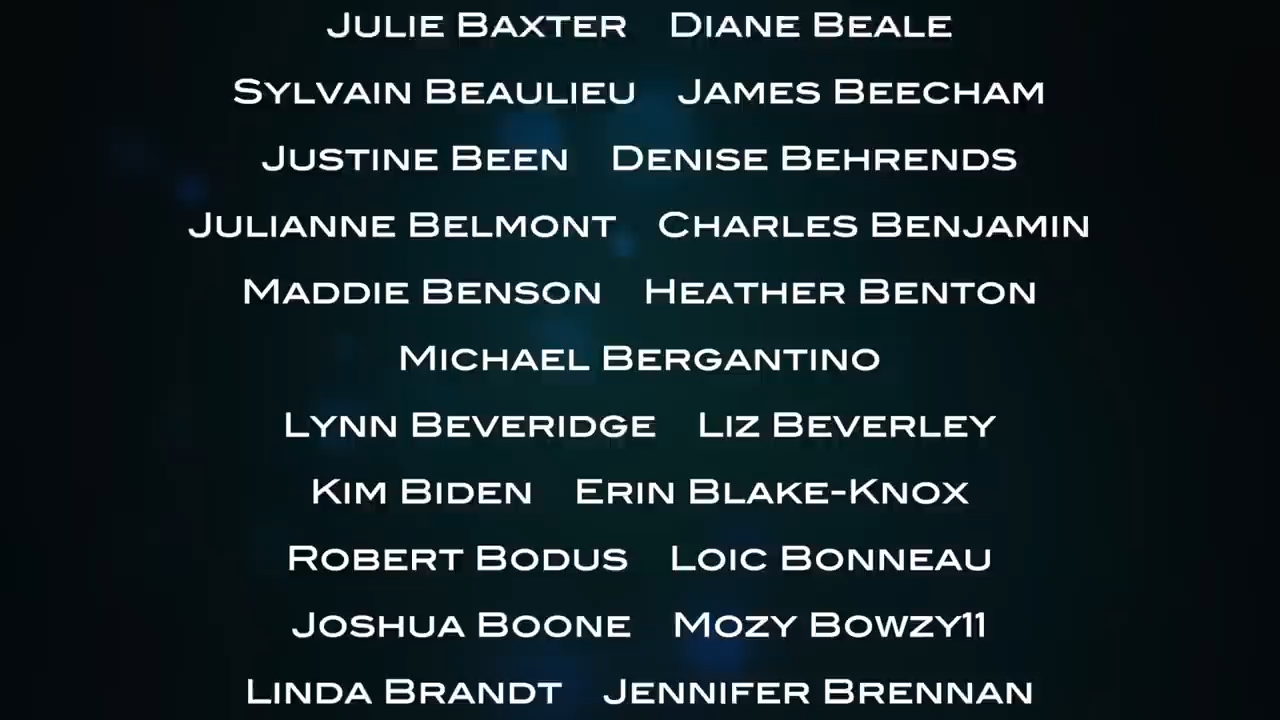 Julie Baxter Diane Beale
Sylvain Beaulieu James Beecham
Justine Been Denise Behrends
Julianne Belmont Charles Benjamin
Maddie Benson Heather Benton
Michael Bergantino
Lynn Beveridge Liz Beverley
Kim Biden Erin Blake-Knox
Robert Bodus Loic Bonneau
Joshua Boone Mozy Bowzy11
Linda Brandt Jennifer Brennan